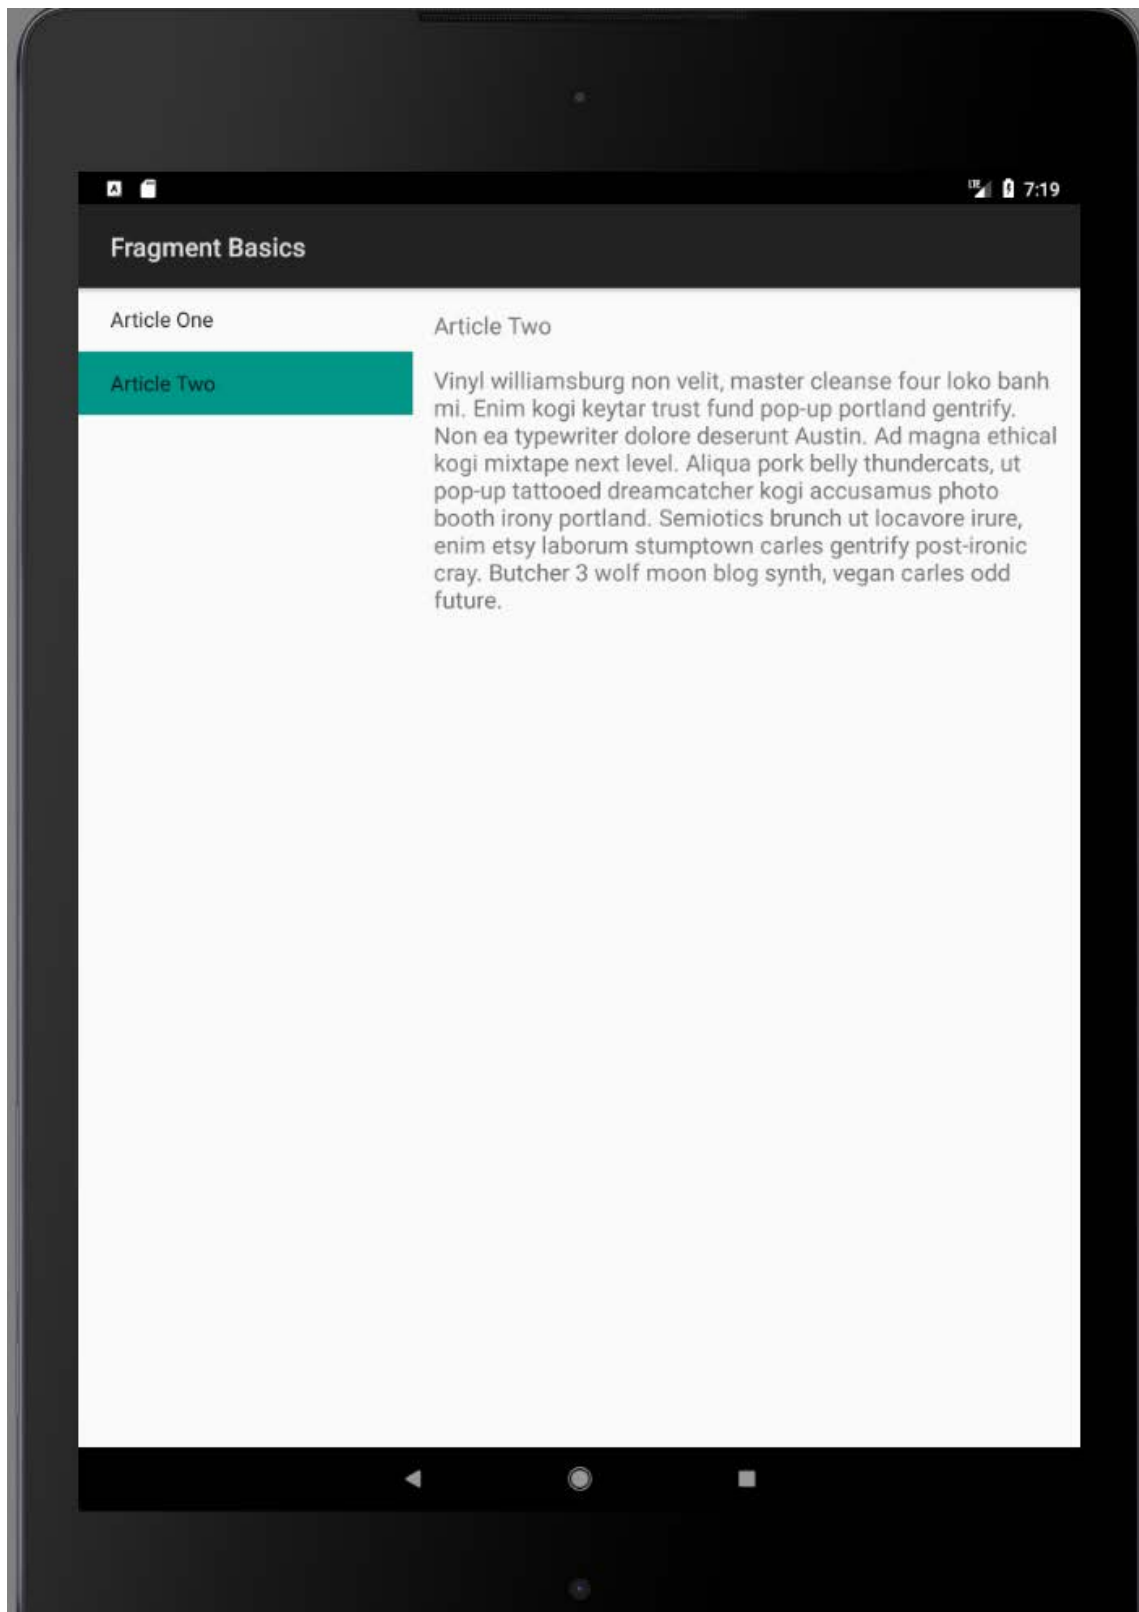 LTE 7:19
Fragment Basics
Article One
Article Two
Article Two
Vinyl williamsburg non velit, master cleanse four loko banh
mi. Enim kogi keytar trust fund pop-up portland gentrify.
Non ea typewriter dolore deserunt Austin. Ad magna ethical
kogi mixtape next level. Aliqua pork belly thundercats, ut
pop-up tattooed dreamcatcher kogi accusamus photo
booth irony portland. Semiotics brunch ut locavore irure,
enim etsy laborum stumptown carles gentrify post-ironic
cray. Butcher 3 wolf moon blog synth, vegan carles odd
future.